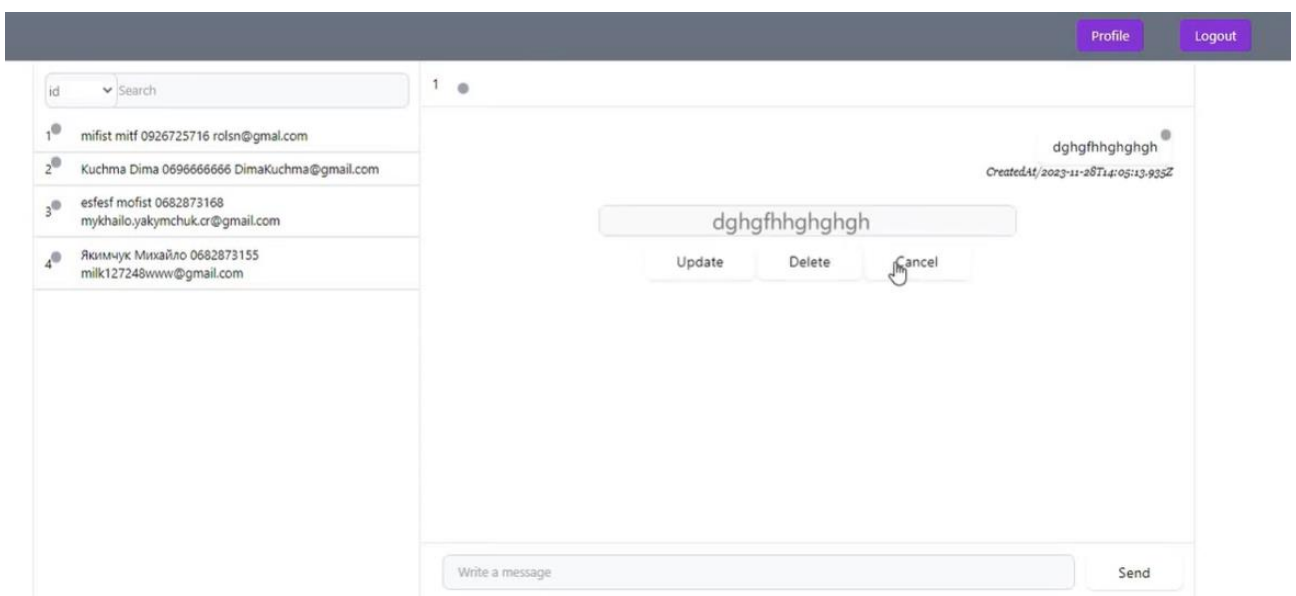 Profile Logout
id Search
1 mifist mitf 0926725716 rolsn@gmal.com
2 Kuchma Dima 0696666666 DimaKuchma@gmail.com
3 esfesf mofist 0682873168
mykhailo.yakymchuk.cr@gmail.com
4 Якимчук Михайло 0682873155
milk127248www@gmail.com
1
dghgfhhghghgh
CreatedAt/2023-11-28T14:05:13.935Z
dghgfhhghghgh
Update Delete Cancel
Write a message Send